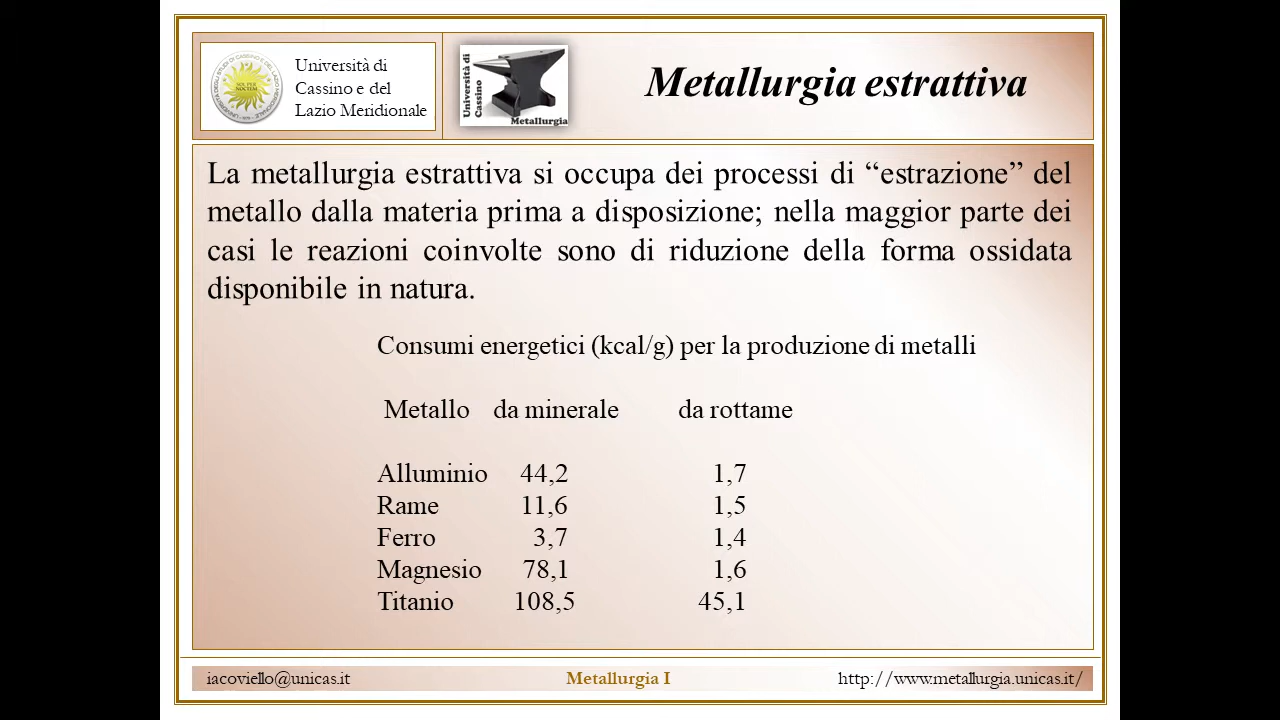 Università di
Cassino e del
Lazio Meridionale
Università di
Cassino
Metallurgia
Metallurgia estrattiva
La metallurgia estrattiva si occupa dei processi di “estrazione” del
metallo dalla materia prima a disposizione; nella maggior parte dei
casi le reazioni coinvolte sono di riduzione della forma ossidata
disponibile in natura.
Consumi energetici (kcal/g) per la produzione di metalli
Metallo da minerale da rottame
Alluminio 44,2 1,7
Rame 11,6 1,5
Ferro 3,7 1,4
Magnesio 78,1 1,6
Titanio 108,5 45,1
iacoviello@unicas.it Metallurgia I http://www.metallurgia.unicas.it/